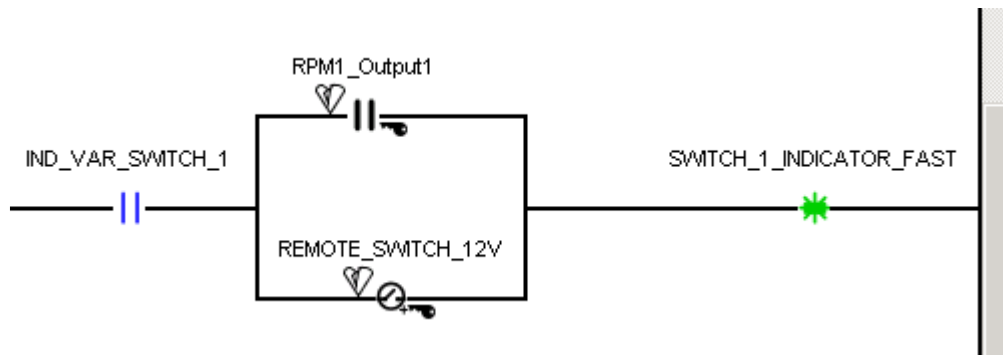 RPM1_Output1
IND_VAR_SWITCH_1
SWITCH_1_INDICATOR_FAST
REMOTE_SWITCH_12V